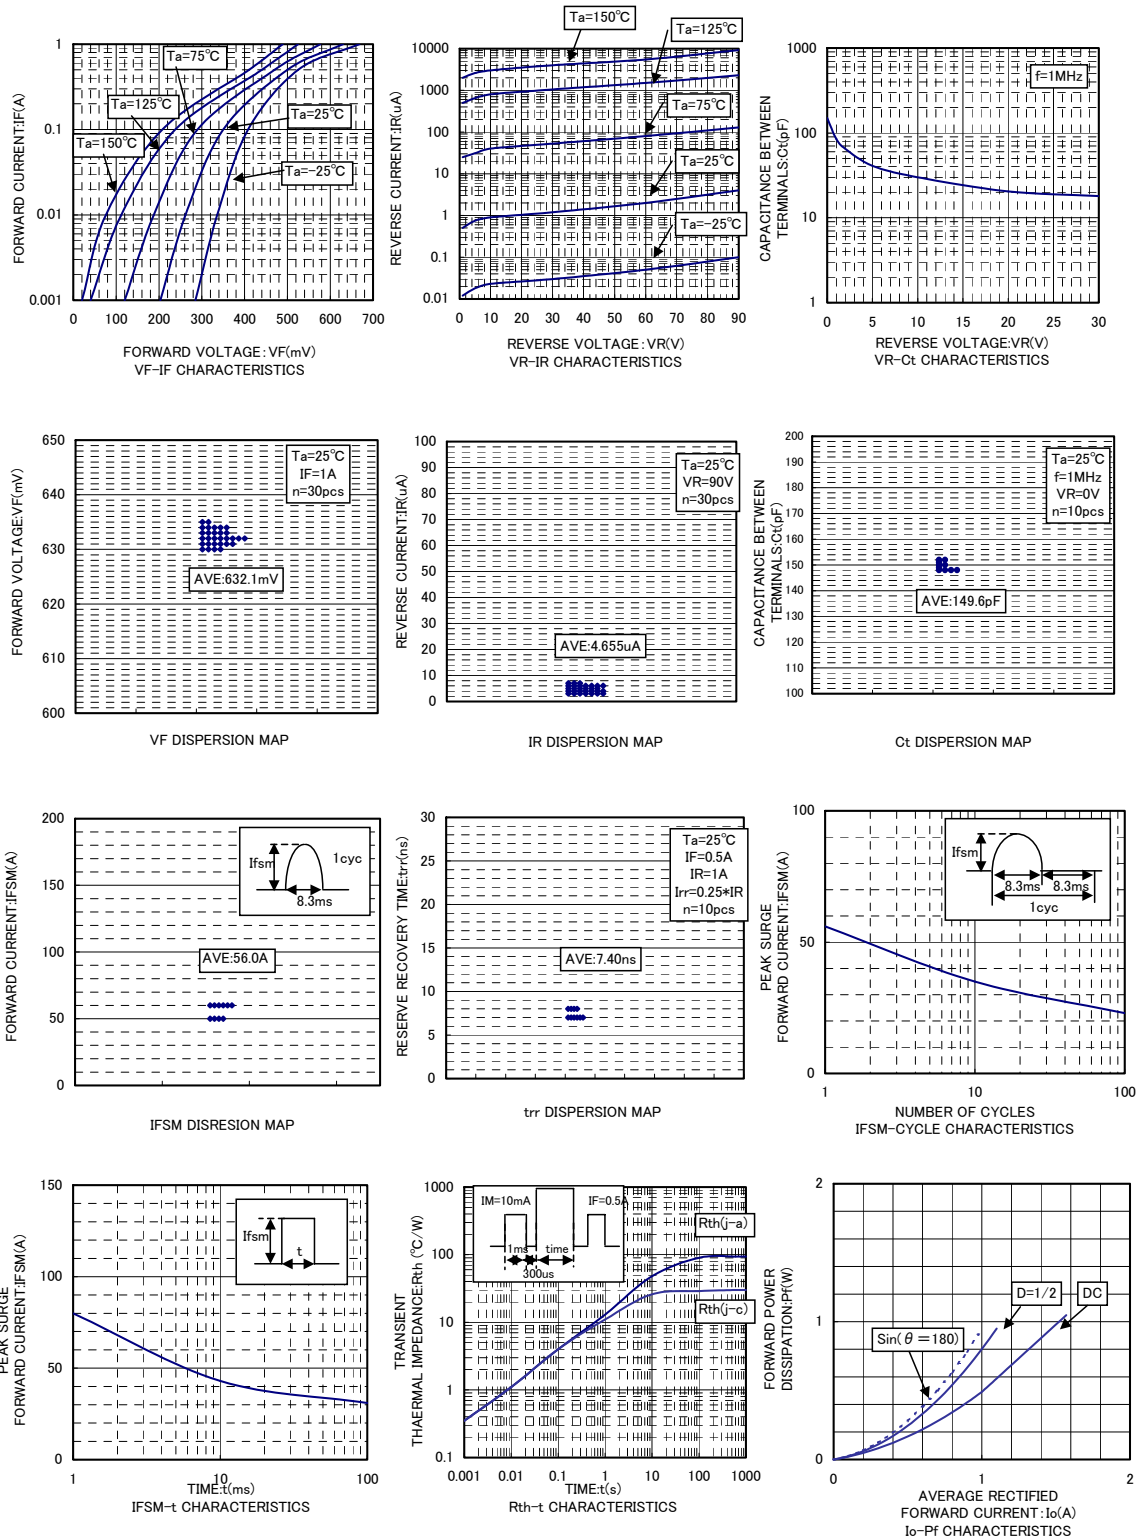 FORWARD CURRENT:IF(A)
1
0.1
0.01
0.001
Ta=75℃
Ta=125℃
Ta=150℃
Ta=25℃
Ta=-25℃
0 100 200 300 400 500 600 700
FORWARD VOLTAGE:VF(mV)
VF-IF CHARACTERISTICS
REVERSE CURRENT:IR(uA)
10000
1000
100
10
1
0.1
0.01
Ta=150℃
Ta=125℃
Ta=75℃
Ta=25℃
Ta=-25℃
0 10 20 30 40 50 60 70 80 90
REVERSE VOLTAGE:VR(V)
VR-IR CHARACTERISTICS
CAPACITANCE BETWEEN
TERMINALS:Ct(pF)
1000
100
10
1
f=1MHz
0 5 10 15 20 25 30
REVERSE VOLTAGE:VR(V)
VR-Ct CHARACTERISTICS
FORWARD VOLTAGE:VF(mV)
650
640
630
620
610
600
Ta=25℃
IF=1A
n=30pcs
AVE:632.1mV
VF DISPERSION MAP
REVERSE CURRENT:IR(uA)
100
90
80
70
60
50
40
30
20
10
0
Ta=25℃
VR=90V
n=30pcs
AVE:4.655uA
IR DISPERSION MAP
CAPACITANCE BETWEEN
TERMINALS:Ct(pF)
200
190
180
170
160
150
140
130
120
110
100
Ta=25℃
f=1MHz
VR=0V
n=10pcs
AVE:149.6pF
Ct DISPERSION MAP
FORWARD CURRENT:IFSM(A)
200
150
100
50
0
Ifsm
1cyc
8.3ms
AVE:56.0A
IFSM DISRESION MAP
RESERVE RECOVERY TIME:trr(ns)
30
25
20
15
10
5
0
Ta=25℃
IF=0.5A
IR=1A
Irr=0.25*IR
n=10pcs
AVE:7.40ns
trr DISPERSION MAP
PEAK SURGE
FORWARD CURRENT:IFSM(A)
100
50
0
Ifsm
8.3ms 8.3ms
1cyc
1 10 100
NUMBER OF CYCLES
IFSM-CYCLE CHARACTERISTICS
PEAK SURGE
FORWARD CURRENT:IFSM(A)
150
100
50
0
Ifsm
t
1 10 100
TIME:t(ms)
IFSM-t CHARACTERISTICS
TRANSIENT
THAERMAL IMPEDANCE:Rth (℃/W)
1000
100
10
1
0.1
IM=10mA IF=0.5A
1ms time
300us
Rth(j-a)
Rth(j-c)
0.001 0.01 0.1 1 10 100 1000
TIME:t(s)
Rth-t CHARACTERISTICS
FORWARD POWER
DISSIPATION:Pf(W)
2
1
0
D=1/2
DC
Sin(θ=180)
0 1 2
AVERAGE RECTIFIED
FORWARD CURRENT:Io(A)
Io-Pf CHARACTERISTICS